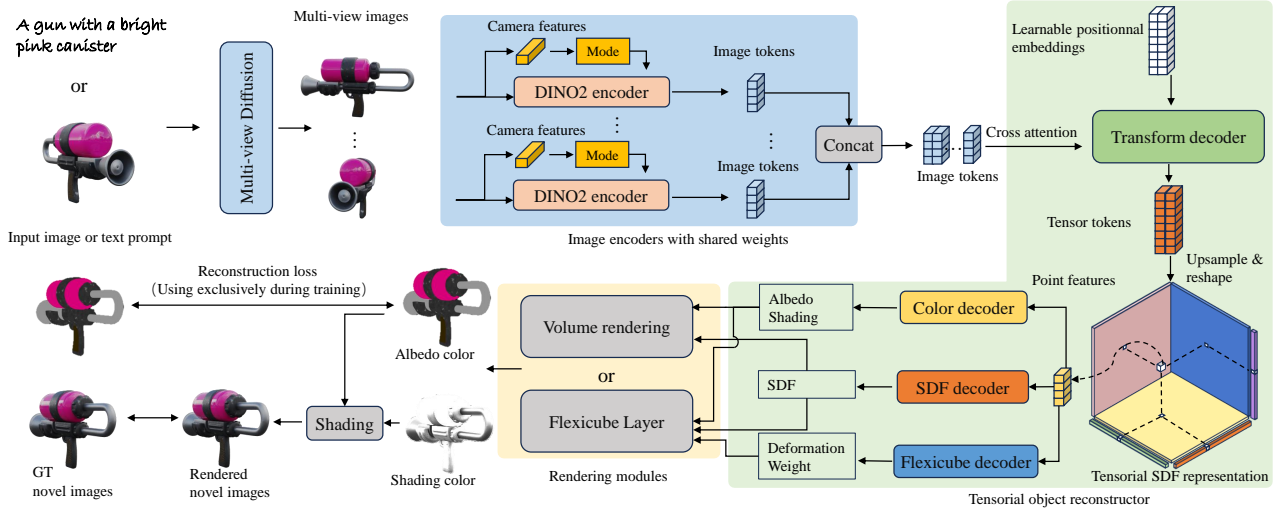 A gun with a bright
pink canister
or
Input image or text prompt
Multi-view Diffusion
Multi-view images
Camera features
Mode
DINO2 encoder
Image tokens
Camera features
Mode
DINO2 encoder
Image tokens
Concat
Image encoders with shared weights
Image tokens
Cross attention
Learnable positionnal
embeddings
Transform decoder
Tensor tokens
Upsample &
reshape
Point features
Tensorial SDF representation
Color decoder
SDF decoder
Flexicube decoder
Albedo
Shading
SDF
Deformation
Weight
Tensorial object reconstructor
Volume rendering
or
Flexicube Layer
Rendering modules
Reconstruction loss
(Using exclusively during training)
Albedo color
Shading
Shading color
GT
novel images
Rendered
novel images